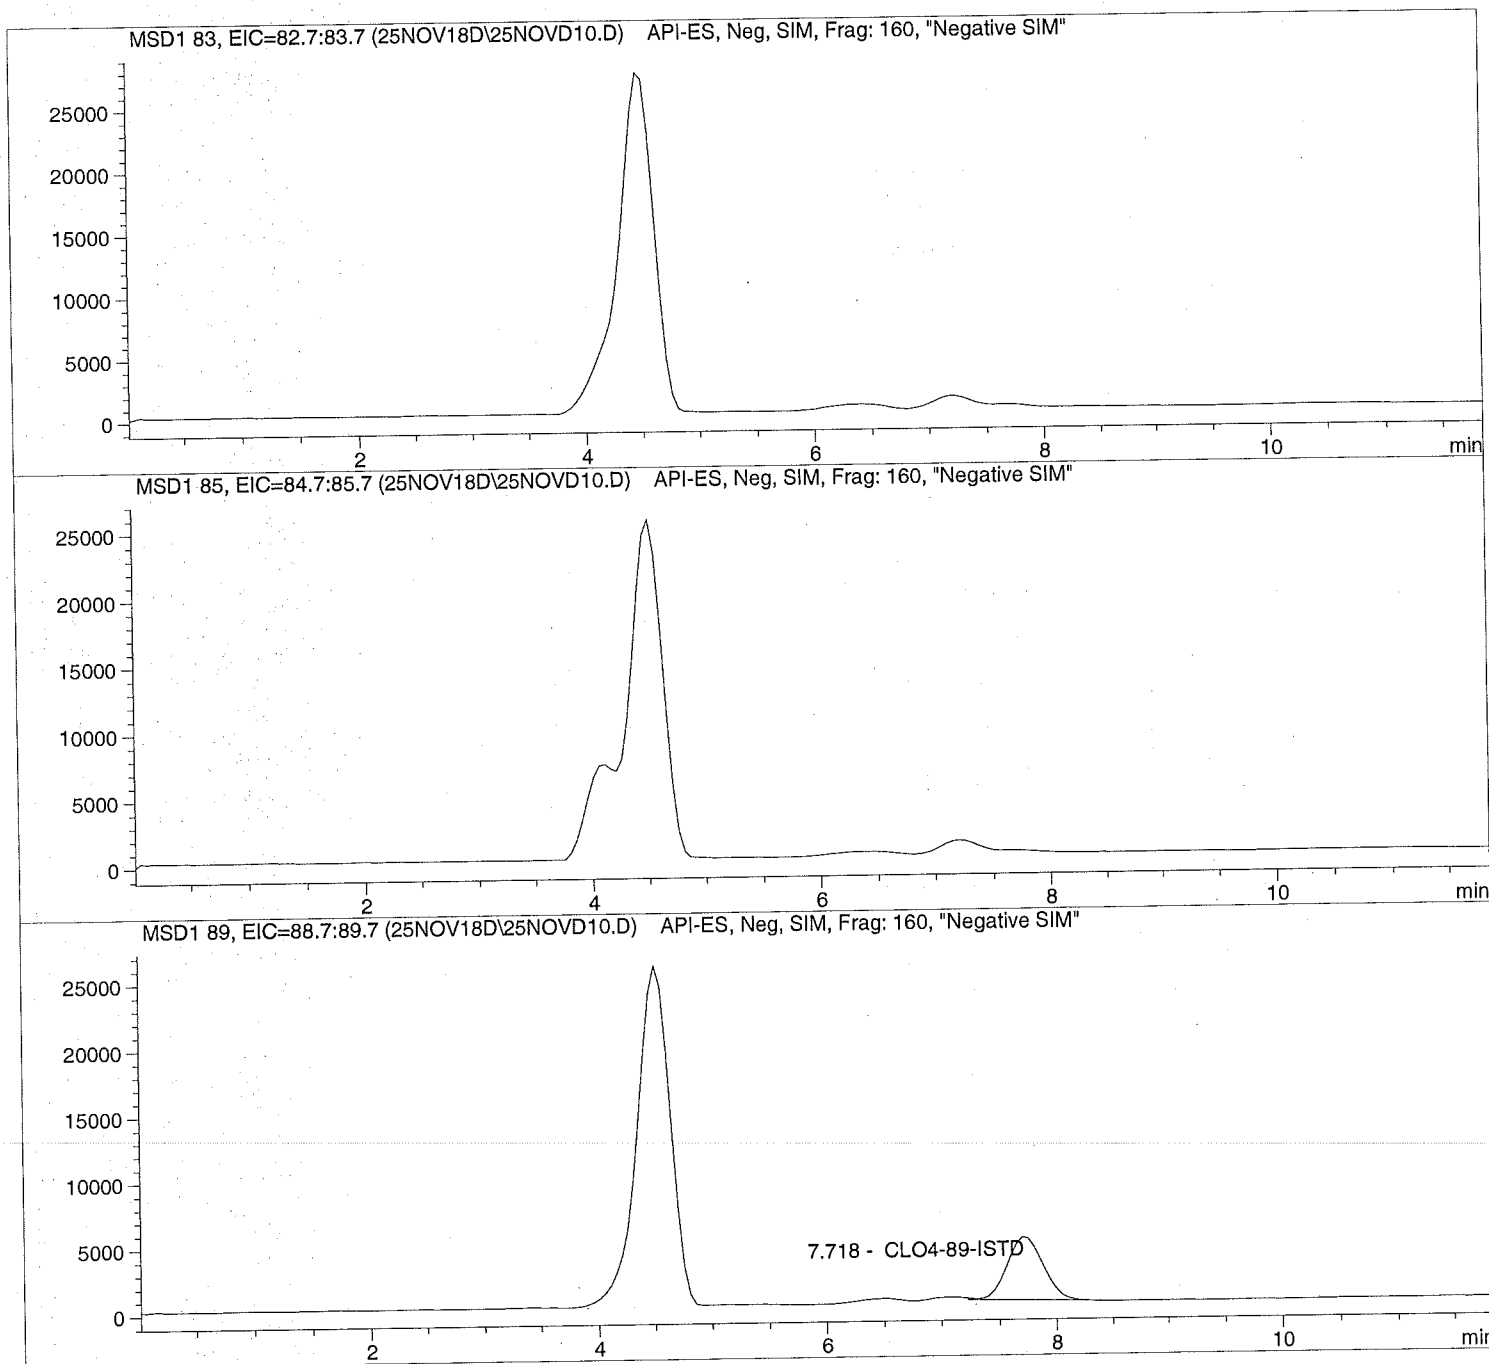 MSD1 83, EIC=82.7:83.7 (25NOV18D\25NOVD10.D) API-ES, Neg, SIM, Frag: 160, "Negative SIM"
25000
20000
15000
10000
5000
0
2 4 6 8 10 min
MSD1 85, EIC=84.7:85.7 (25NOV18D\25NOVD10.D) API-ES, Neg, SIM, Frag: 160, "Negative SIM"
25000
20000
15000
10000
5000
0
2 4 6 8 10 min
MSD1 89, EIC=88.7:89.7 (25NOV18D\25NOVD10.D) API-ES, Neg, SIM, Frag: 160, "Negative SIM"
25000
20000
15000
10000
5000
7.718 - CLO4-89-ISTD
0
2 4 6 8 10 min